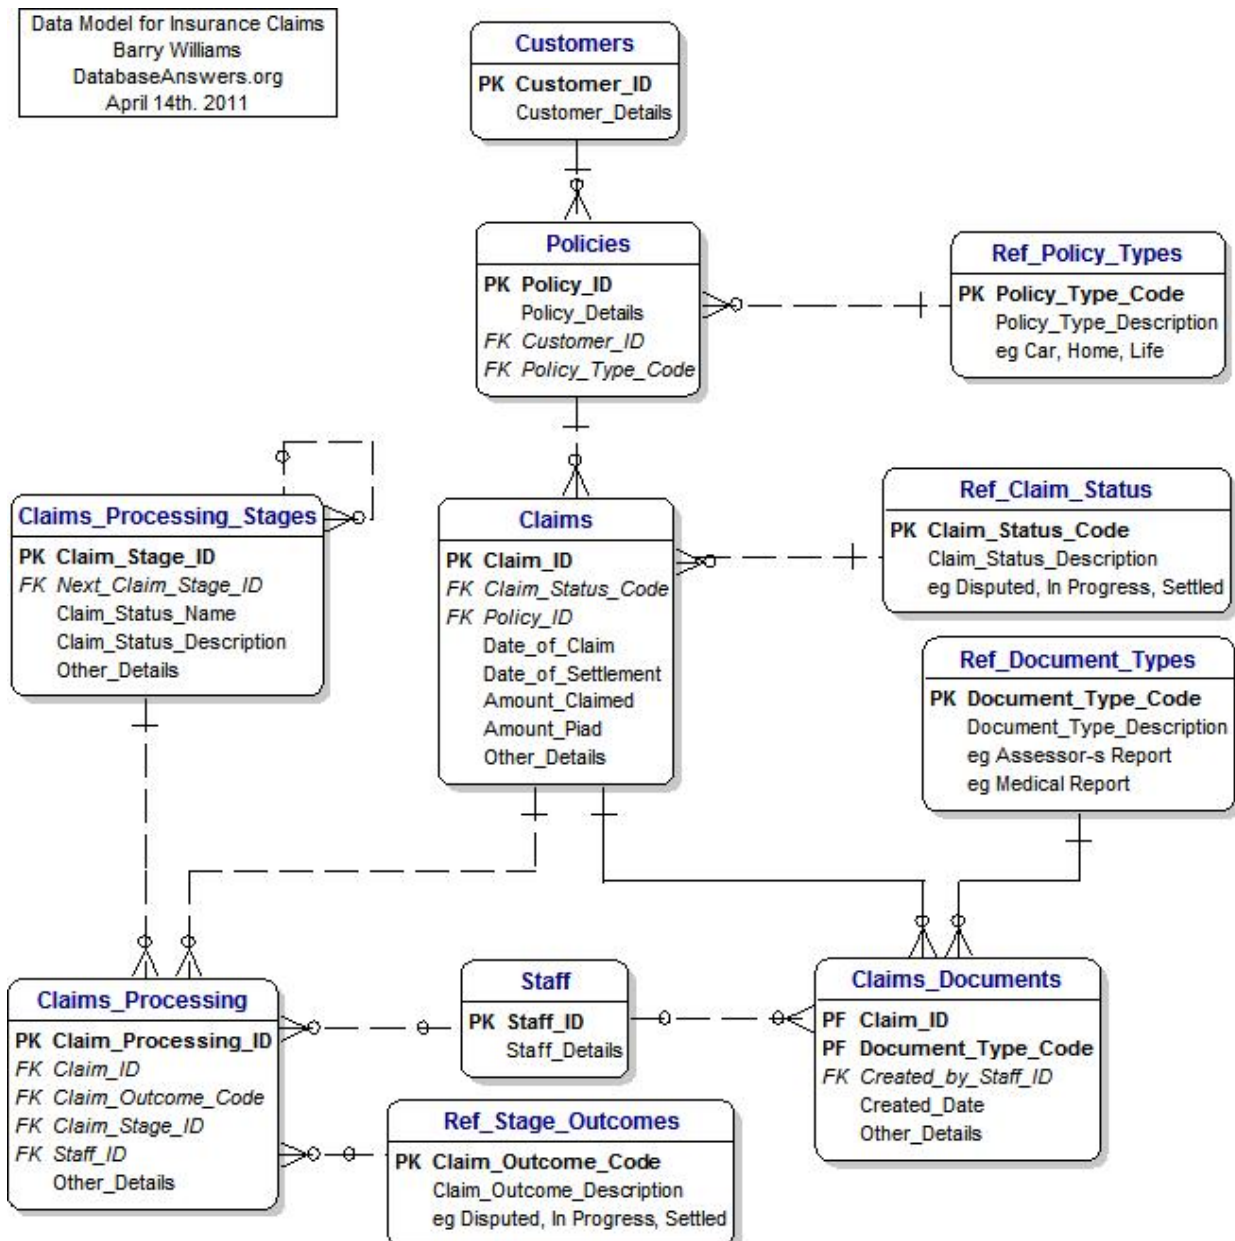 Data Model for Insurance Claims
Barry Williams
DatabaseAnswers.org
April 14th. 2011
Customers
PK Customer_ID
Customer_Details
Policies
PK Policy_ID
Policy_Details
FK Customer_ID
FK Policy_Type_Code
Ref_Policy_Types
PK Policy_Type_Code
Policy_Type_Description
eg Car, Home, Life
Claims_Processing_Stages
PK Claim_Stage_ID
FK Next_Claim_Stage_ID
Claim_Status_Name
Claim_Status_Description
Other_Details
Claims
PK Claim_ID
FK Claim_Status_Code
FK Policy_ID
Date_of_Claim
Date_of_Settlement
Amount_Claimed
Amount_Piad
Other_Details
Ref_Claim_Status
PK Claim_Status_Code
Claim_Status_Description
eg Disputed, In Progress, Settled
Ref_Document_Types
PK Document_Type_Code
Document_Type_Description
eg Assessor-s Report
eg Medical Report
Claims_Processing
PK Claim_Processing_ID
FK Claim_ID
FK Claim_Outcome_Code
FK Claim_Stage_ID
FK Staff_ID
Other_Details
Staff
PK Staff_ID
Staff_Details
Ref_Stage_Outcomes
PK Claim_Outcome_Code
Claim_Outcome_Description
eg Disputed, In Progress, Settled
Claims_Documents
PF Claim_ID
PF Document_Type_Code
FK Created_by_Staff_ID
Created_Date
Other_Details